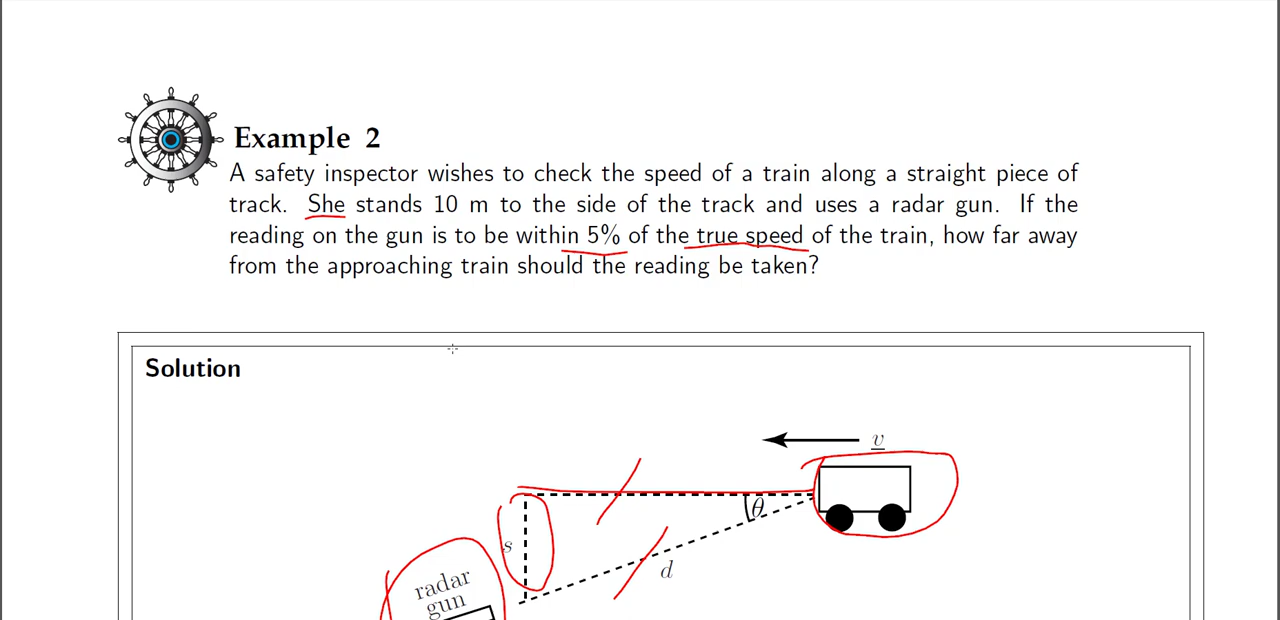 Example 2
A safety inspector wishes to check the speed of a train along a straight piece of
track. She stands 10 m to the side of the track and uses a radar gun. If the
reading on the gun is to be within 5% of the true speed of the train, how far away
from the approaching train should the reading be taken?
Solution
v
θ
s
d
radar
gun